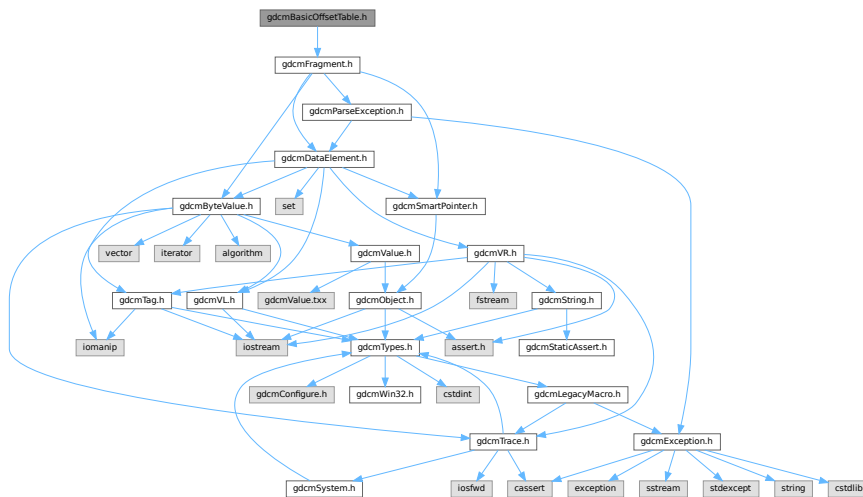 gdcmBasicOffsetTable.h
gdcmFragment.h
gdcmParseException.h
gdcmDataElement.h
gdcmByteValue.h
set
gdcmSmartPointer.h
vector
iterator
algorithm
gdcmValue.h
gdcmVR.h
gdcmTag.h
gdcmVL.h
gdcmValue.txx
gdcmObject.h
fstream
gdcmString.h
iomanip
iostream
gdcmTypes.h
assert.h
gdcmStaticAssert.h
gdcmConfigure.h
gdcmWin32.h
cstdint
gdcmLegacyMacro.h
gdcmTrace.h
gdcmException.h
gdcmSystem.h
iosfwd
cassert
exception
sstream
stdexcept
string
cstdlib